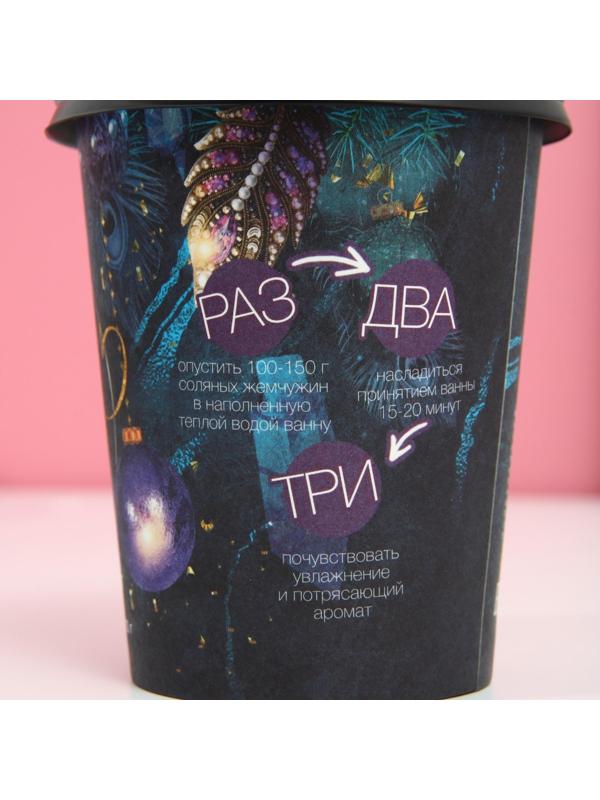 РАЗ
опустить 100-150 г
соляных жемчужин
в наполненную
теплой водой ванну
ДВА
насладиться
принятием ванны
15-20 минут
ТРИ
почувствовать
увлажнение
и потрясающий
аромат